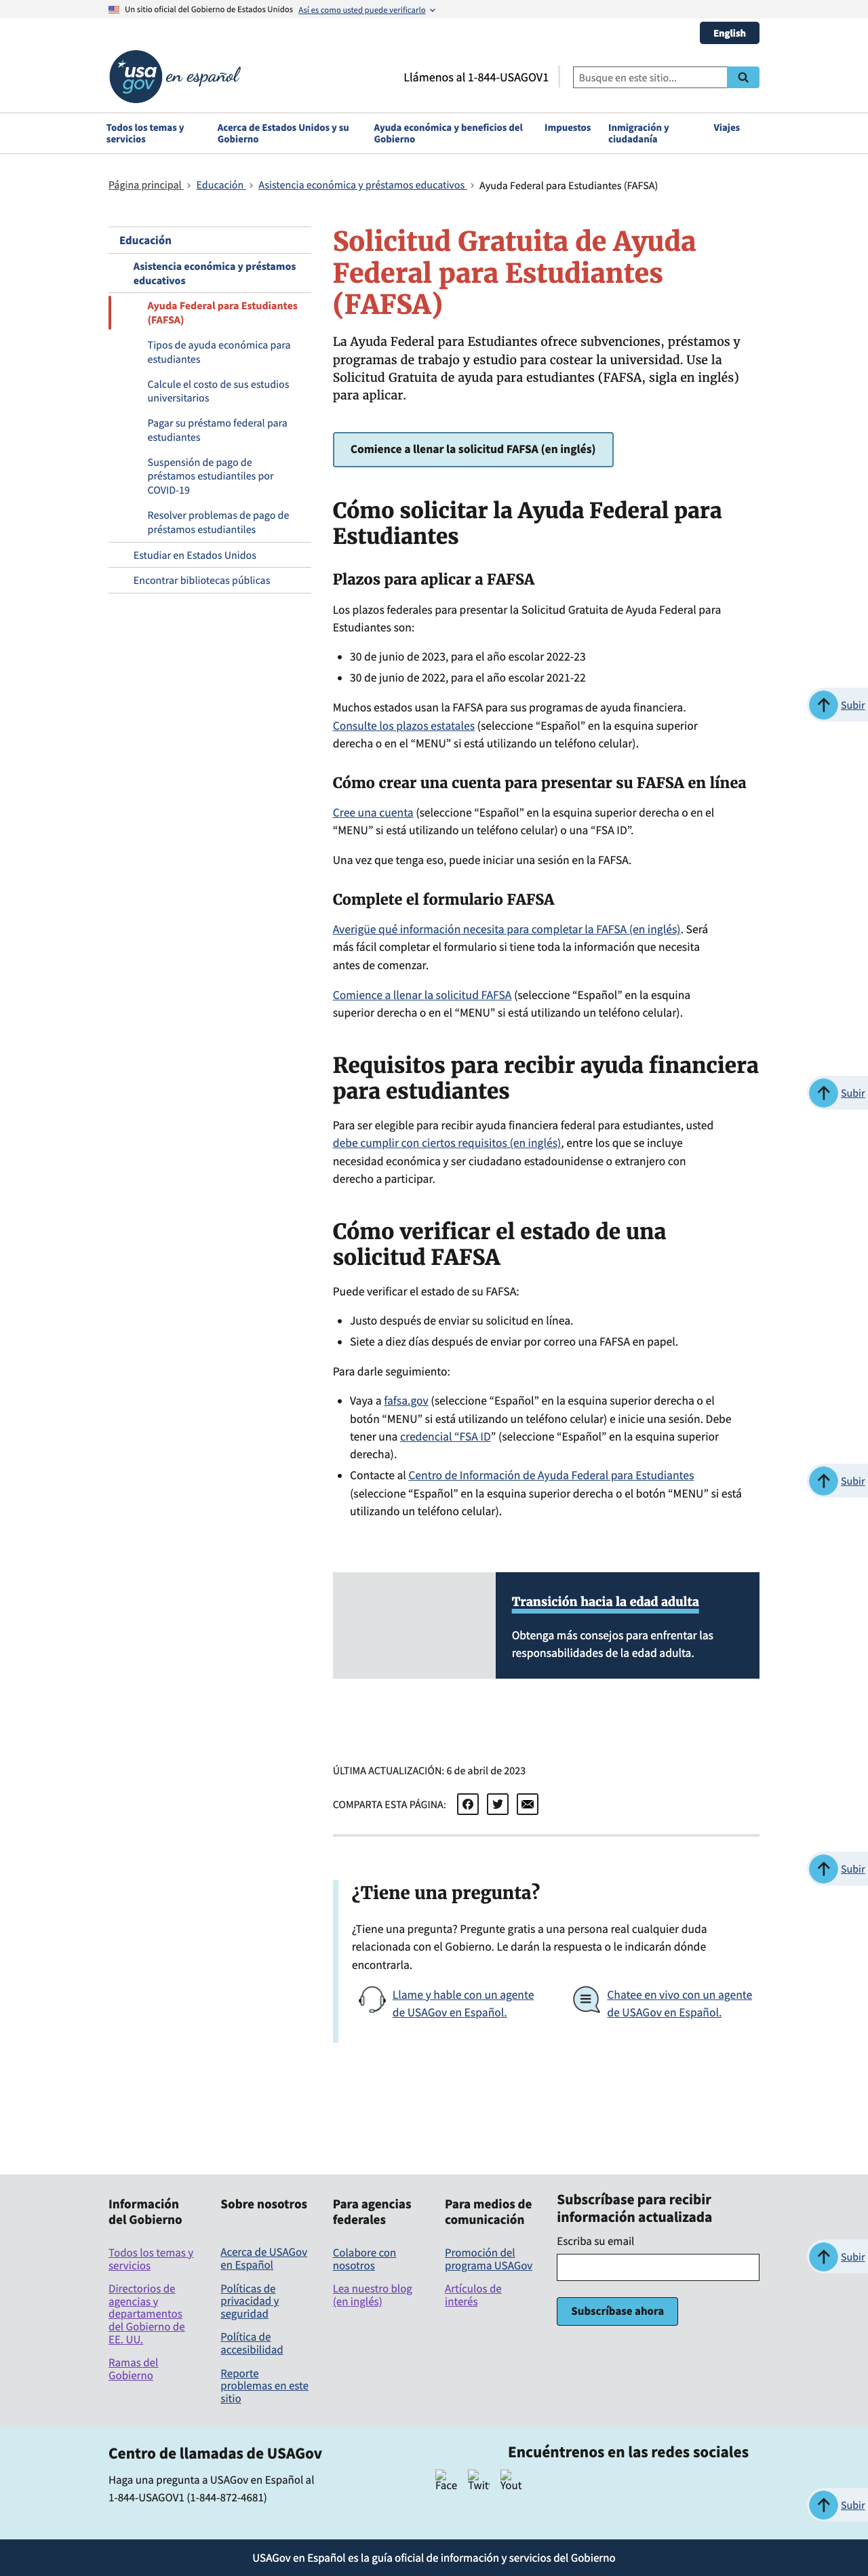 Un sitio oficial del Gobierno de Estados Unidos Así es como usted puede verificarlo
English
usa gov en español
Llámenos al 1-844-USAGOV1
Busque en este sitio...
Todos los temas y servicios
Acerca de Estados Unidos y su Gobierno
Ayuda económica y beneficios del Gobierno
Impuestos
Inmigración y ciudadanía
Viajes
Página principal > Educación > Asistencia económica y préstamos educativos > Ayuda Federal para Estudiantes (FAFSA)
Educación
Asistencia económica y préstamos
educativos
Ayuda Federal para Estudiantes
(FAFSA)
Tipos de ayuda económica para
estudiantes
Calcule el costo de sus estudios
universitarios
Pagar su préstamo federal para
estudiantes
Suspensión de pago de
préstamos estudiantiles por
COVID-19
Resolver problemas de pago de
préstamos estudiantiles
Estudiar en Estados Unidos
Encontrar bibliotecas públicas
Solicitud Gratuita de Ayuda
Federal para Estudiantes
(FAFSA)
La Ayuda Federal para Estudiantes ofrece subvenciones, préstamos y
programas de trabajo y estudio para costear la universidad. Use la
Solicitud Gratuita de ayuda para estudiantes (FAFSA, sigla en inglés)
para aplicar.
Comience a llenar la solicitud FAFSA (en inglés)
Cómo solicitar la Ayuda Federal para
Estudiantes
Plazos para aplicar a FAFSA
Los plazos federales para presentar la Solicitud Gratuita de Ayuda Federal para
Estudiantes son:
• 30 de junio de 2023, para el año escolar 2022-23
• 30 de junio de 2022, para el año escolar 2021-22
Muchos estados usan la FAFSA para sus programas de ayuda financiera.
Consulte los plazos estatales (seleccione “Español” en la esquina superior
derecha o en el “MENU” si está utilizando un teléfono celular).
Subir
Cómo crear una cuenta para presentar su FAFSA en línea
Cree una cuenta (seleccione “Español” en la esquina superior derecha o en el
“MENU” si está utilizando un teléfono celular) o una “FSA ID”.
Una vez que tenga eso, puede iniciar una sesión en la FAFSA.
Complete el formulario FAFSA
Averigüe qué información necesita para completar la FAFSA (en inglés). Será
más fácil completar el formulario si tiene toda la información que necesita
antes de comenzar.
Comience a llenar la solicitud FAFSA (seleccione “Español” en la esquina
superior derecha o en el “MENU” si está utilizando un teléfono celular).
Requisitos para recibir ayuda financiera
para estudiantes
Subir
Para ser elegible para recibir ayuda financiera federal para estudiantes, usted
debe cumplir con ciertos requisitos (en inglés), entre los que se incluye
necesidad económica y ser ciudadano estadounidense o extranjero con
derecho a participar.
Cómo verificar el estado de una
solicitud FAFSA
Puede verificar el estado de su FAFSA:
• Justo después de enviar su solicitud en línea.
• Siete a diez días después de enviar por correo una FAFSA en papel.
Para darle seguimiento:
• Vaya a fafsa.gov (seleccione “Español” en la esquina superior derecha o el
botón “MENU” si está utilizando un teléfono celular) e inicie una sesión. Debe
tener una credencial “FSA ID” (seleccione “Español” en la esquina superior
derecha).
• Contacte al Centro de Información de Ayuda Federal para Estudiantes
(seleccione “Español” en la esquina superior derecha o el botón “MENU” si está
utilizando un teléfono celular).
Subir
Transición hacia la edad adulta
Obtenga más consejos para enfrentar las
responsabilidades de la edad adulta.
ÚLTIMA ACTUALIZACIÓN: 6 de abril de 2023
COMPARTA ESTA PÁGINA:
Subir
¿Tiene una pregunta?
¿Tiene una pregunta? Pregunte gratis a una persona real cualquier duda
relacionada con el Gobierno. Le darán la respuesta o le indicarán dónde
encontrarla.
Llame y hable con un agente
de USAGov en Español.
Chatee en vivo con un agente
de USAGov en Español.
Información
del Gobierno
Todos los temas y
servicios
Directorios de
agencias y
departamentos
del Gobierno de
EE. UU.
Ramas del
Gobierno
Sobre nosotros
Acerca de USAGov
en Español
Políticas de
privacidad y
seguridad
Política de
accesibilidad
Reporte
problemas en este
sitio
Para agencias
federales
Colabore con
nosotros
Lea nuestro blog
(en inglés)
Para medios de
comunicación
Promoción del
programa USAGov
Artículos de
interés
Subscríbase para recibir
información actualizada
Escriba su email
Subscríbase ahora
Subir
Centro de llamadas de USAGov
Haga una pregunta a USAGov en Español al
1-844-USAGOV1 (1-844-872-4681)
Encuéntrenos en las redes sociales
Face
Twit
Yout
Subir
USAGov en Español es la guía oficial de información y servicios del Gobierno